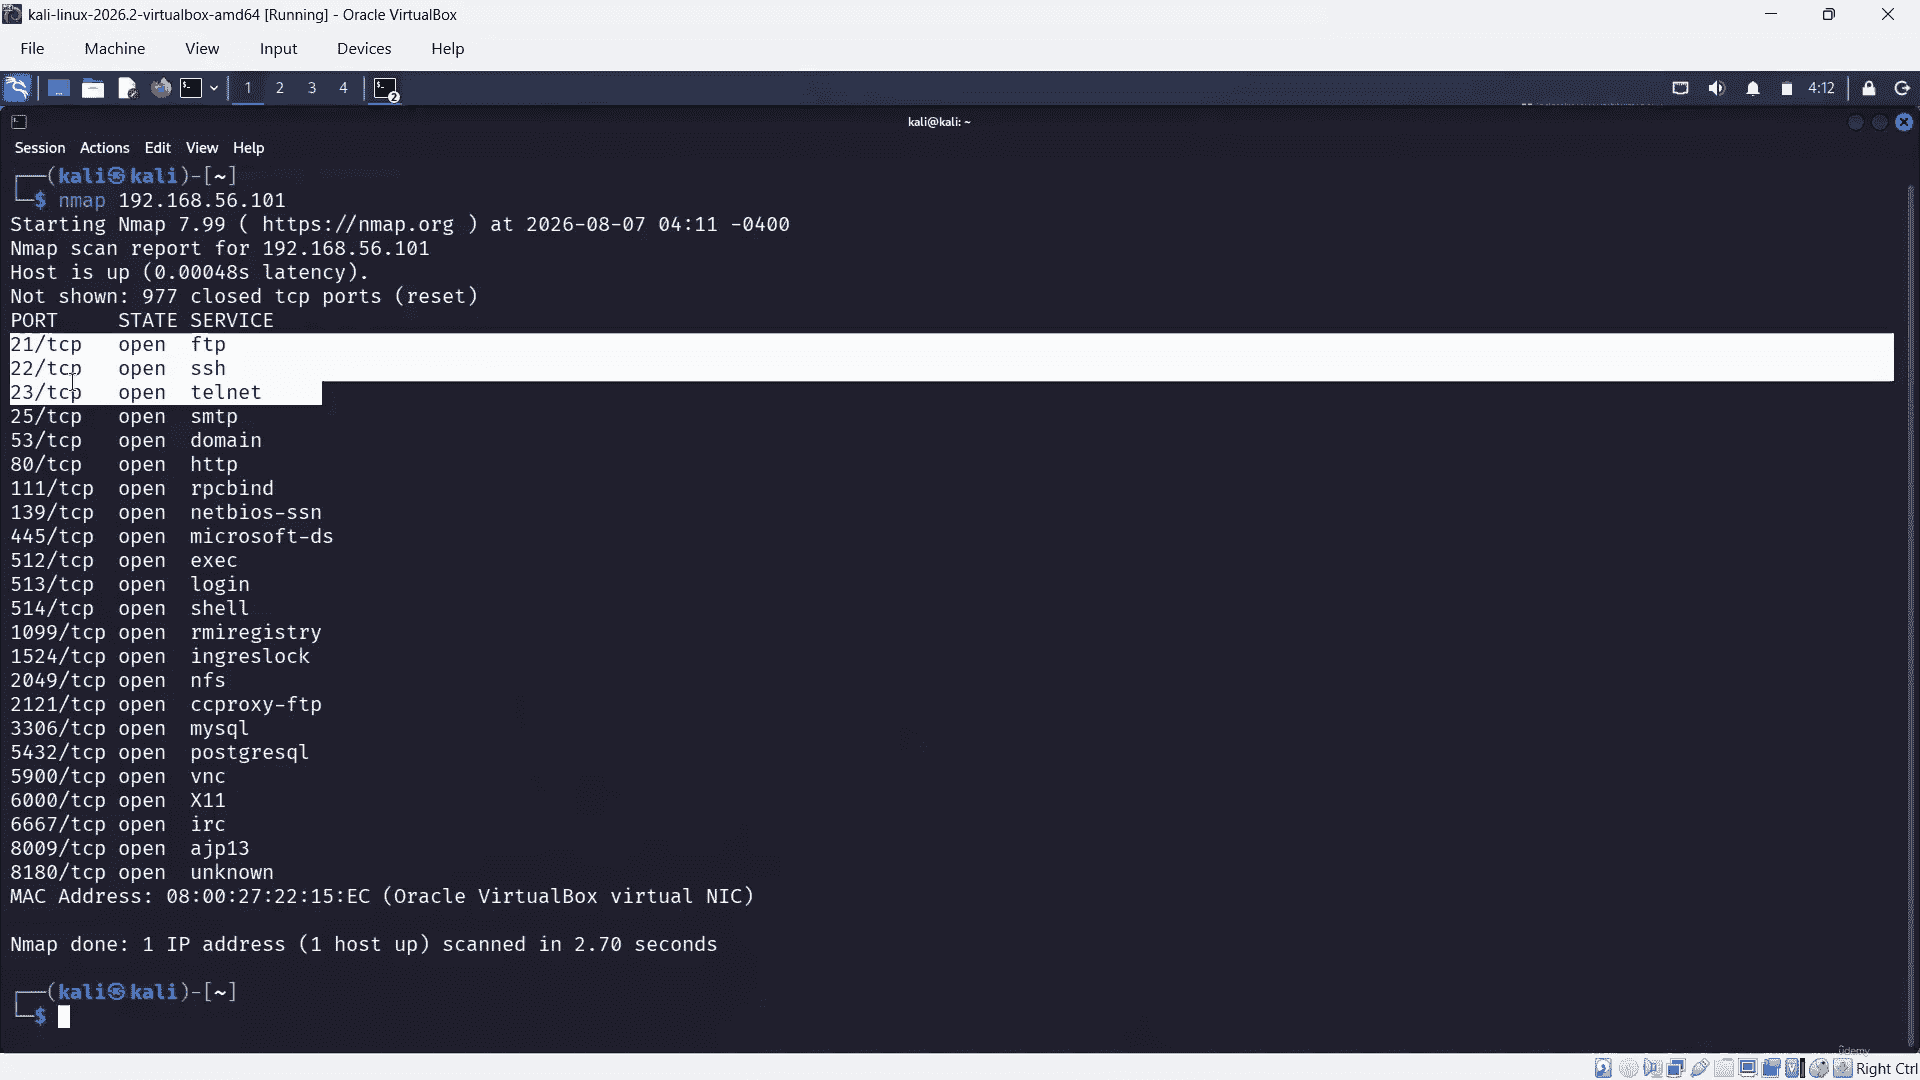 kali-linux-2026.2-virtualbox-amd64 [Running] - Oracle VirtualBox
File Machine View Input Devices Help
1 2 3 4 2 4:12
kali@kali: ~
Session Actions Edit View Help
(kali㉿kali)-[~]
$ nmap 192.168.56.101
Starting Nmap 7.99 ( https://nmap.org ) at 2026-08-07 04:11 -0400
Nmap scan report for 192.168.56.101
Host is up (0.00048s latency).
Not shown: 977 closed tcp ports (reset)
PORT STATE SERVICE
21/tcp open ftp
22/tcp open ssh
23/tcp open telnet
25/tcp open smtp
53/tcp open domain
80/tcp open http
111/tcp open rpcbind
139/tcp open netbios-ssn
445/tcp open microsoft-ds
512/tcp open exec
513/tcp open login
514/tcp open shell
1099/tcp open rmiregistry
1524/tcp open ingreslock
2049/tcp open nfs
2121/tcp open ccproxy-ftp
3306/tcp open mysql
5432/tcp open postgresql
5900/tcp open vnc
6000/tcp open X11
6667/tcp open irc
8009/tcp open ajp13
8180/tcp open unknown
MAC Address: 08:00:27:22:15:EC (Oracle VirtualBox virtual NIC)
Nmap done: 1 IP address (1 host up) scanned in 2.70 seconds
(kali㉿kali)-[~]
$
udemy
Right Ctrl